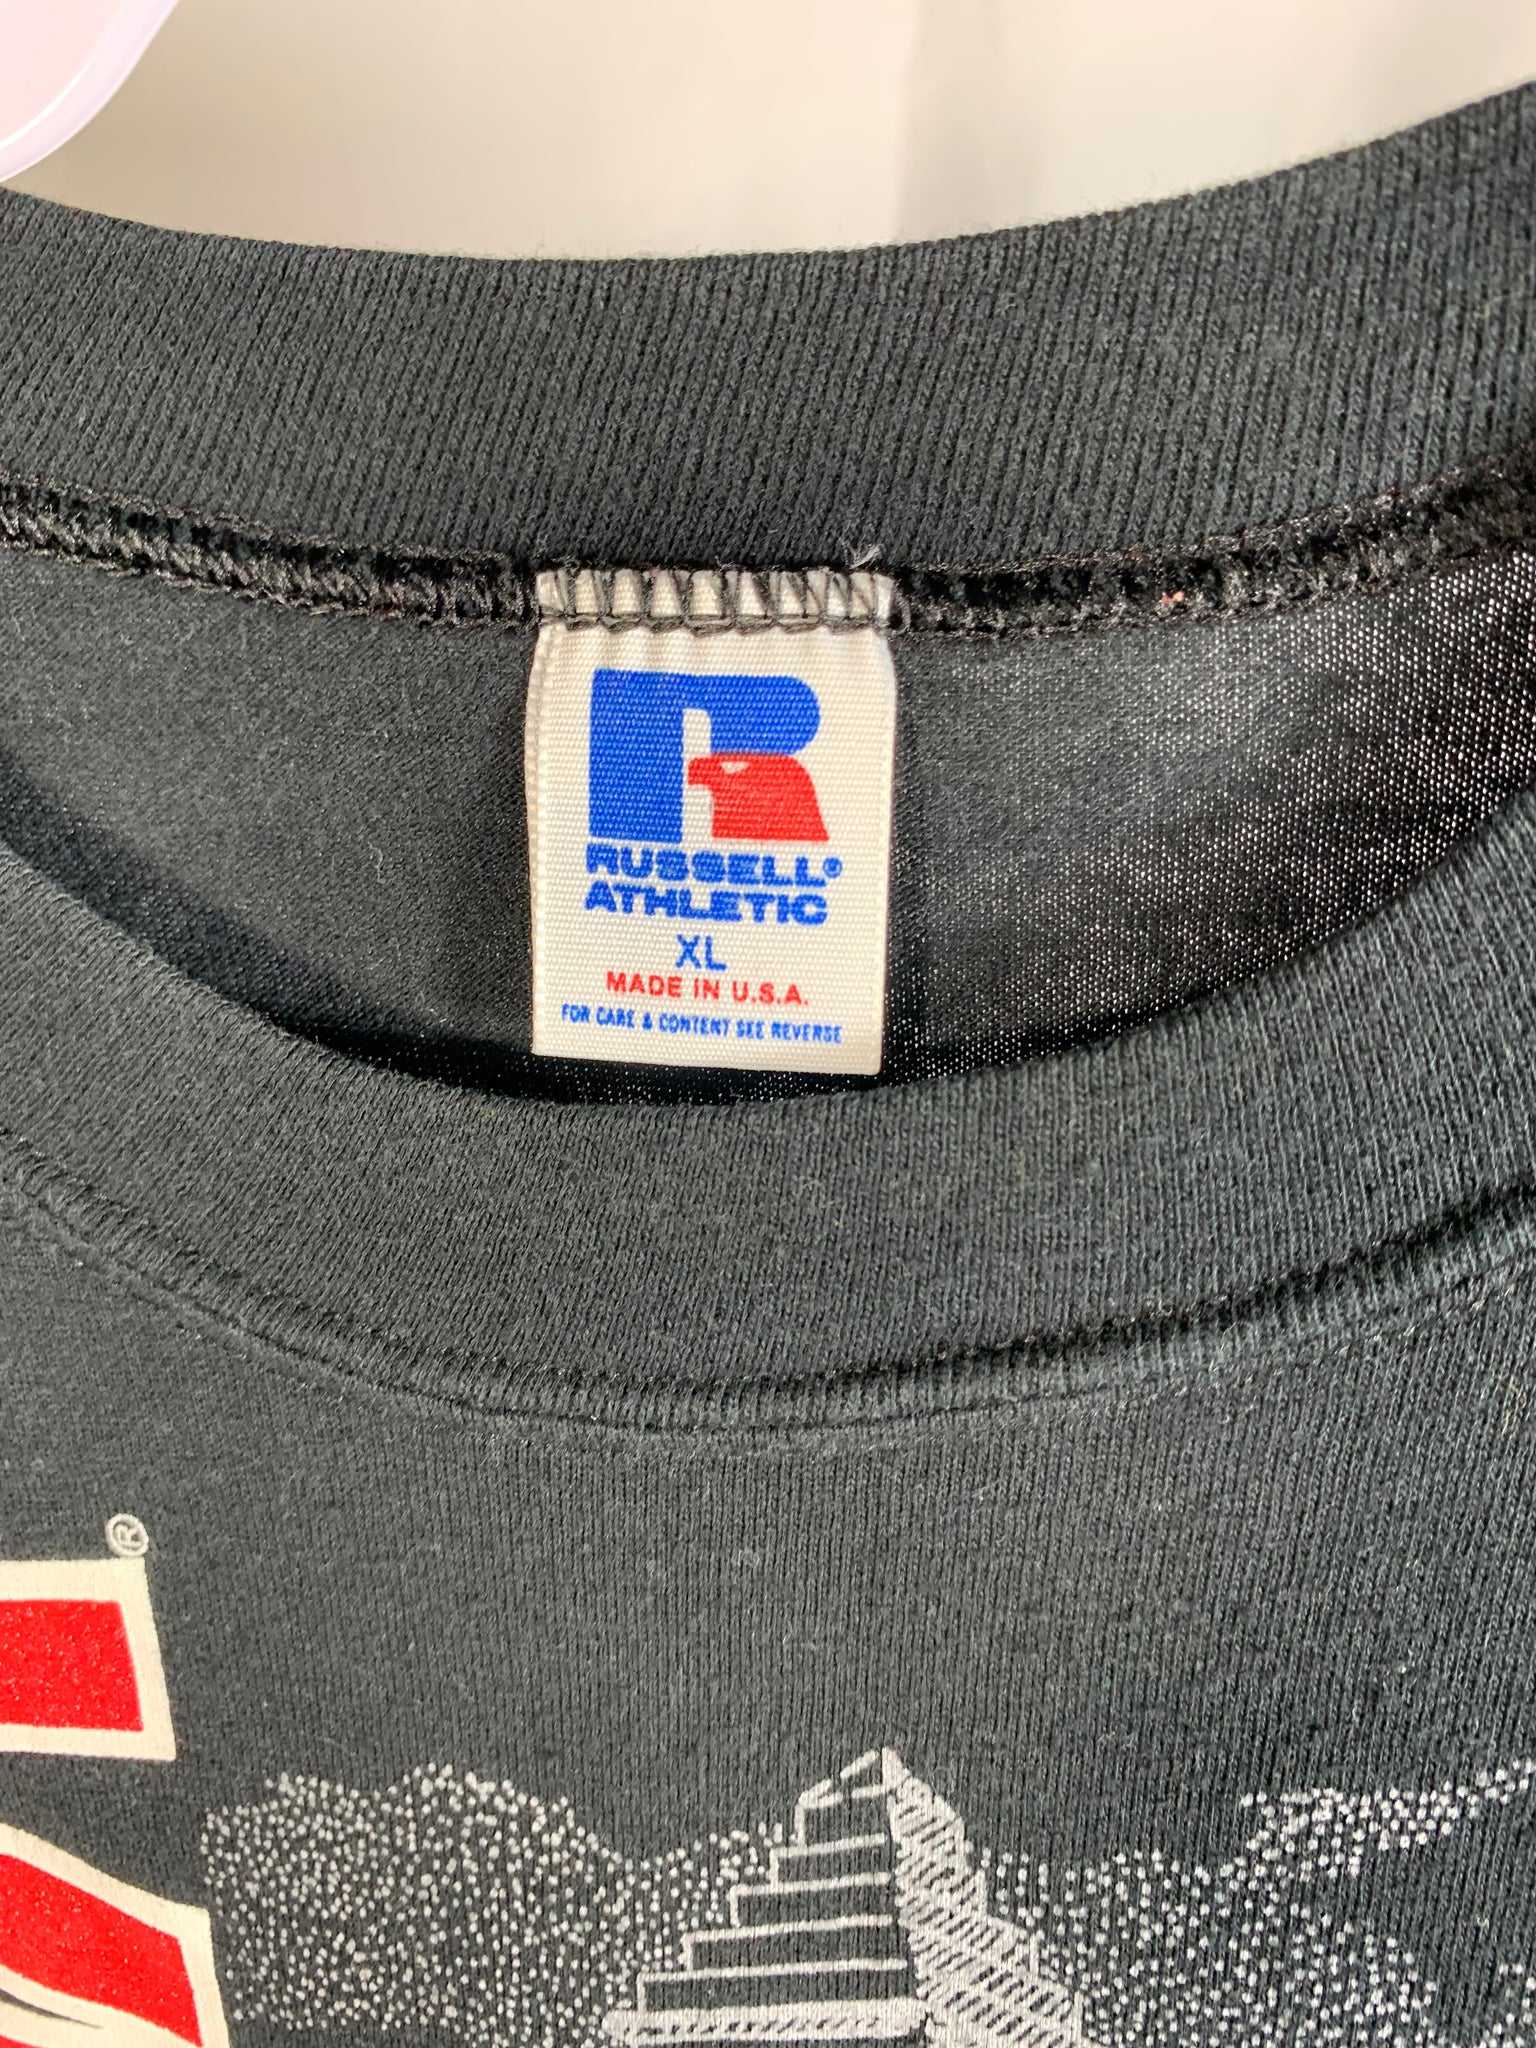 RUSSELL®
ATHLETIC
XL
MADE IN U.S.A.
FOR CARE & CONTENT SEE REVERSE
®